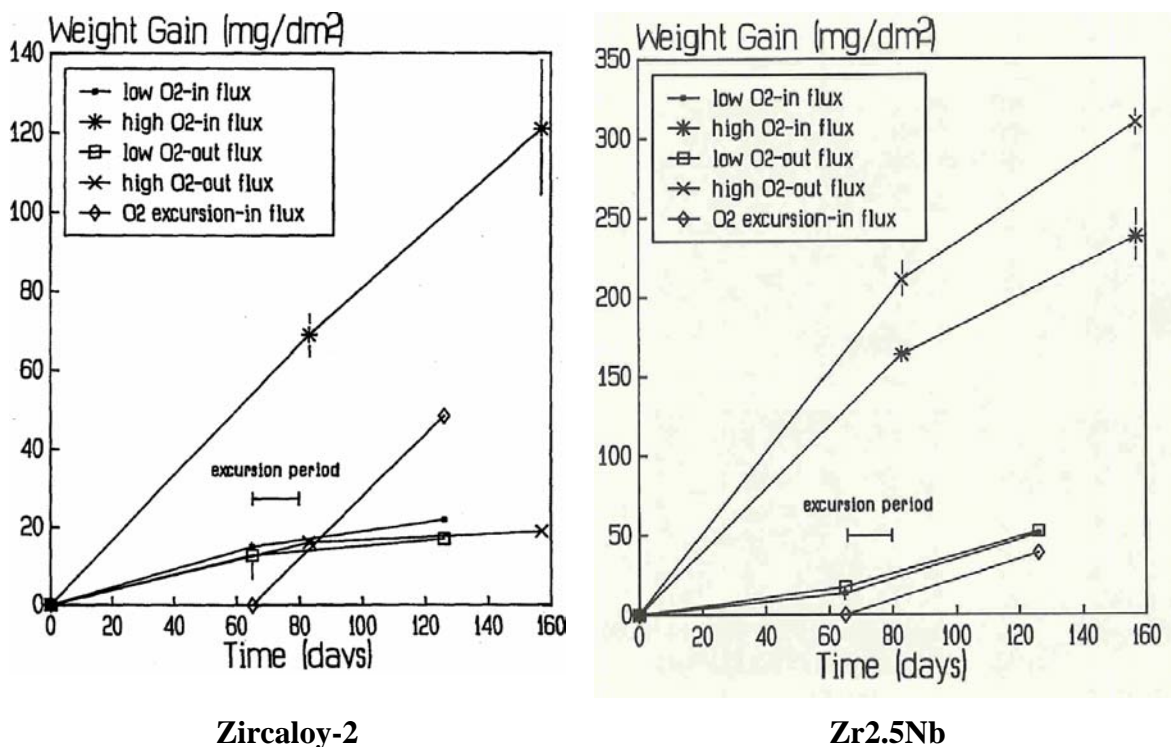 Weight Gain (mg/dm²)
140
120
100
80
60
40
20
0
low O2-in flux
high O2-in flux
low O2-out flux
high O2-out flux
O2 excursion-in flux
excursion period
0 20 40 60 80 100 120 140 160
Time (days)
Zircaloy-2
Weight Gain (mg/dm²)
350
300
250
200
150
100
50
0
low O2-in flux
high O2-in flux
low O2-out flux
high O2-out flux
O2 excursion-in flux
excursion period
0 20 40 60 80 100 120 140 160
Time (days)
Zr2.5Nb